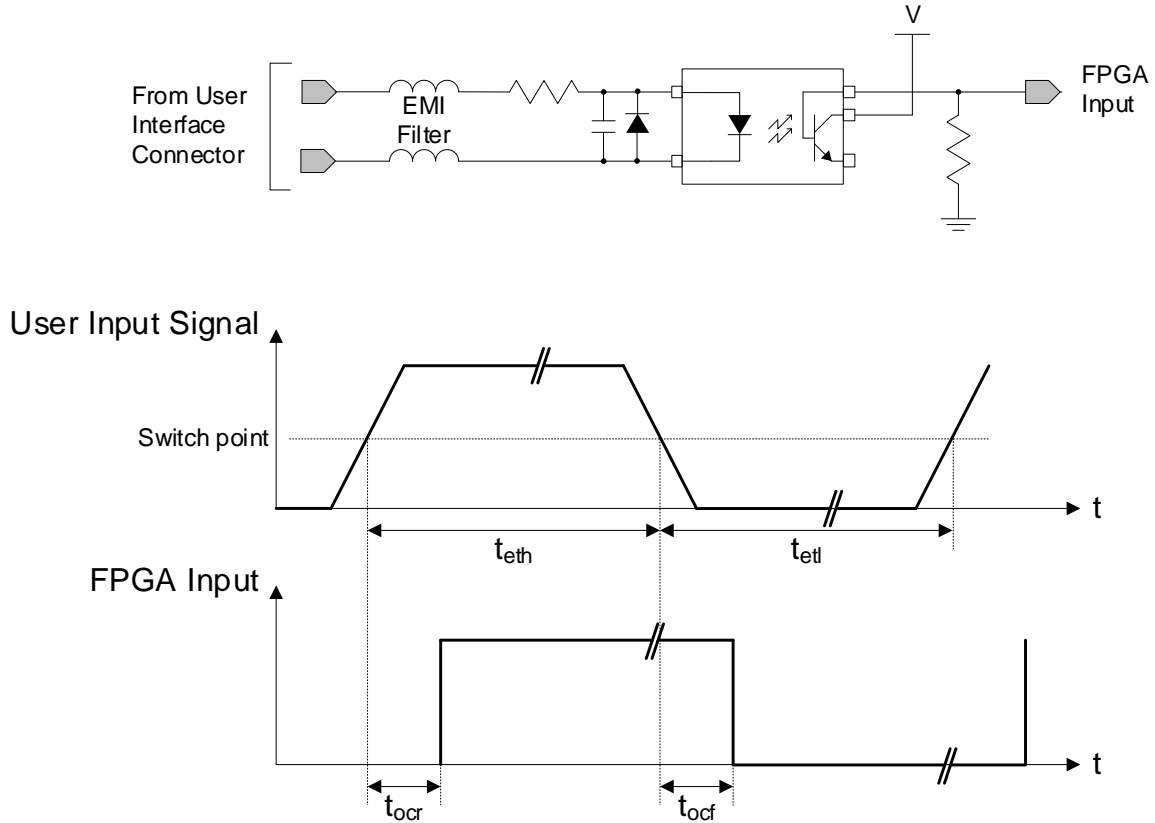 V
From User
Interface
Connector
EMI
Filter
FPGA
Input
User Input Signal
Switch point
t
teth
tetl
FPGA Input
t
tocr
tocf